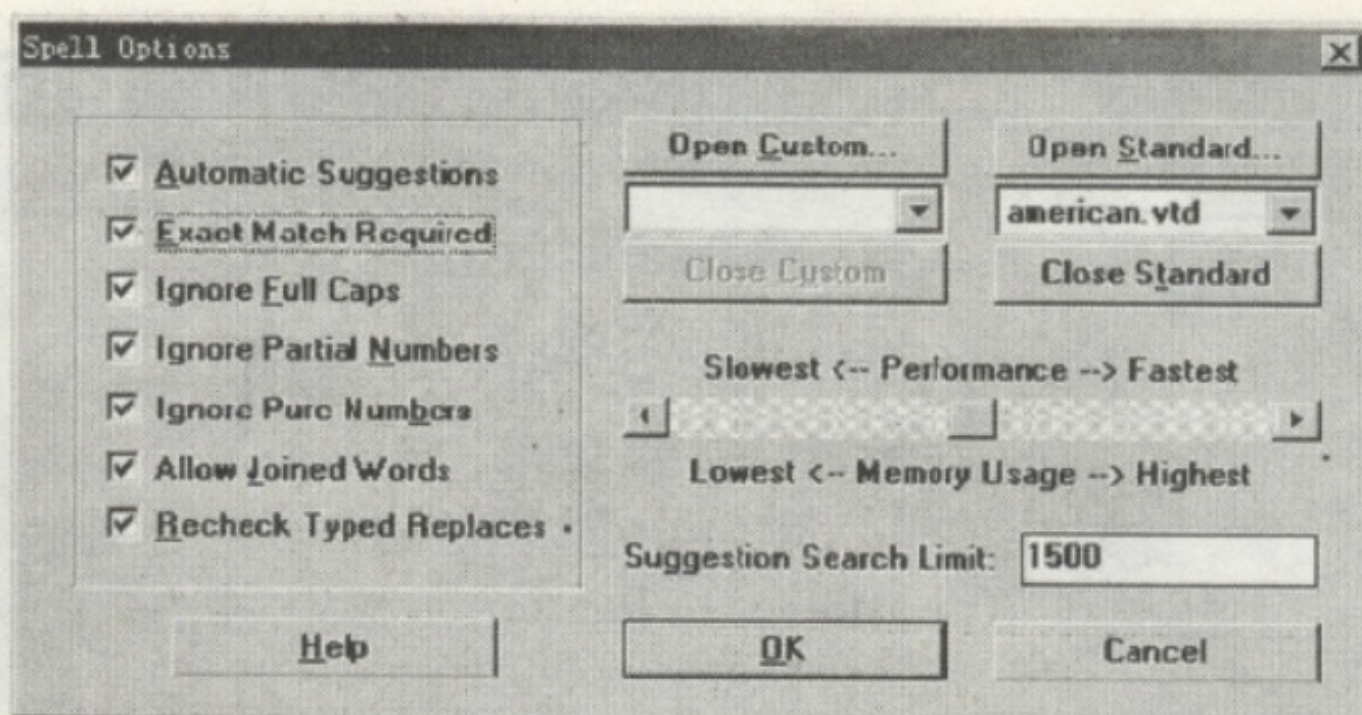 Spell Options
Automatic Suggestions
Exact Match Required
Ignore Full Caps
Ignore Partial Numbers
Ignore Pure Numbers
Allow Joined Words
Recheck Typed Replaces
Help
Open Custom...
Close Custom
Open Standard...
american.vtd
Close Standard
Slowest <-- Performance --> Fastest
Lowest <-- Memory Usage --> Highest
Suggestion Search Limit: 1500
OK
Cancel